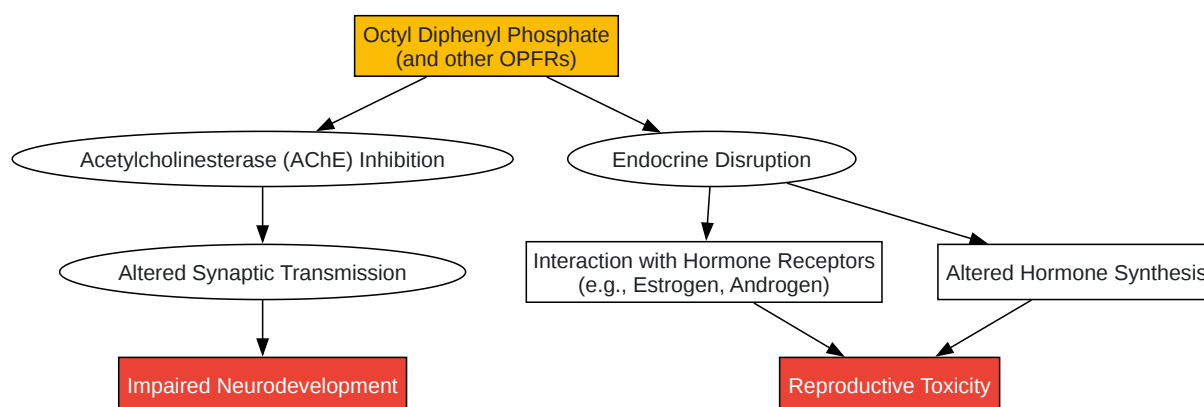 Octyl Diphenyl Phosphate
(and other OPFRs)
Acetylcholinesterase (AChE) Inhibition
Endocrine Disruption
Altered Synaptic Transmission
Interaction with Hormone Receptors
(e.g., Estrogen, Androgen)
Altered Hormone Synthesis
Impaired Neurodevelopment
Reproductive Toxicity